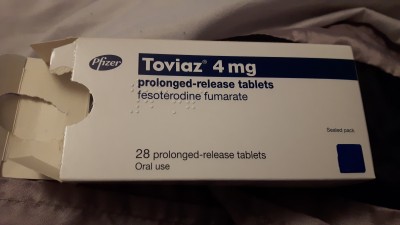 Pfizer
Toviaz® 4 mg
prolonged-release tablets
fesoterodine fumarate
Sealed pack
28 prolonged-release tablets
Oral use